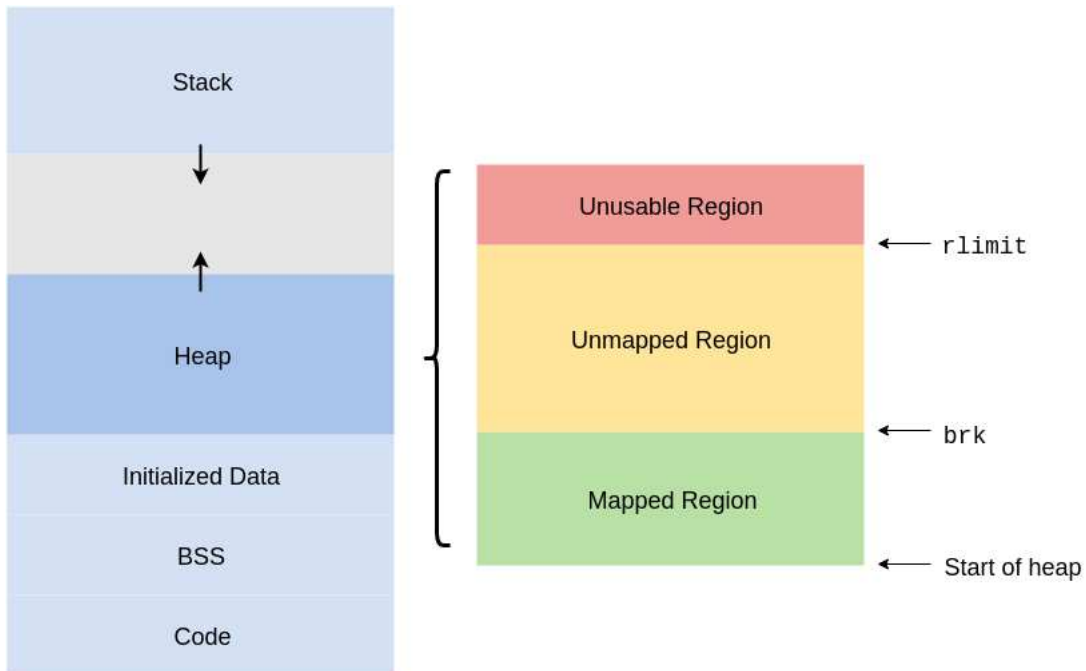 Stack
Heap
Initialized Data
BSS
Code
Unusable Region
rlimit
Unmapped Region
brk
Mapped Region
Start of heap